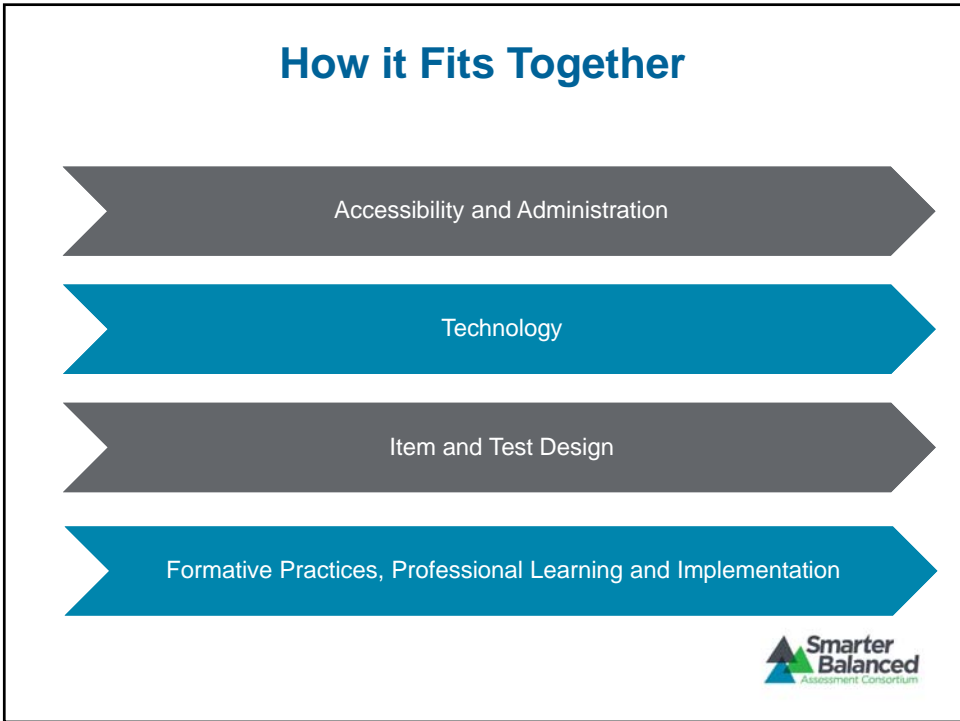 How it Fits Together
Accessibility and Administration
Technology
Item and Test Design
Formative Practices, Professional Learning and Implementation
Smarter
Balanced
Assessment Consortium